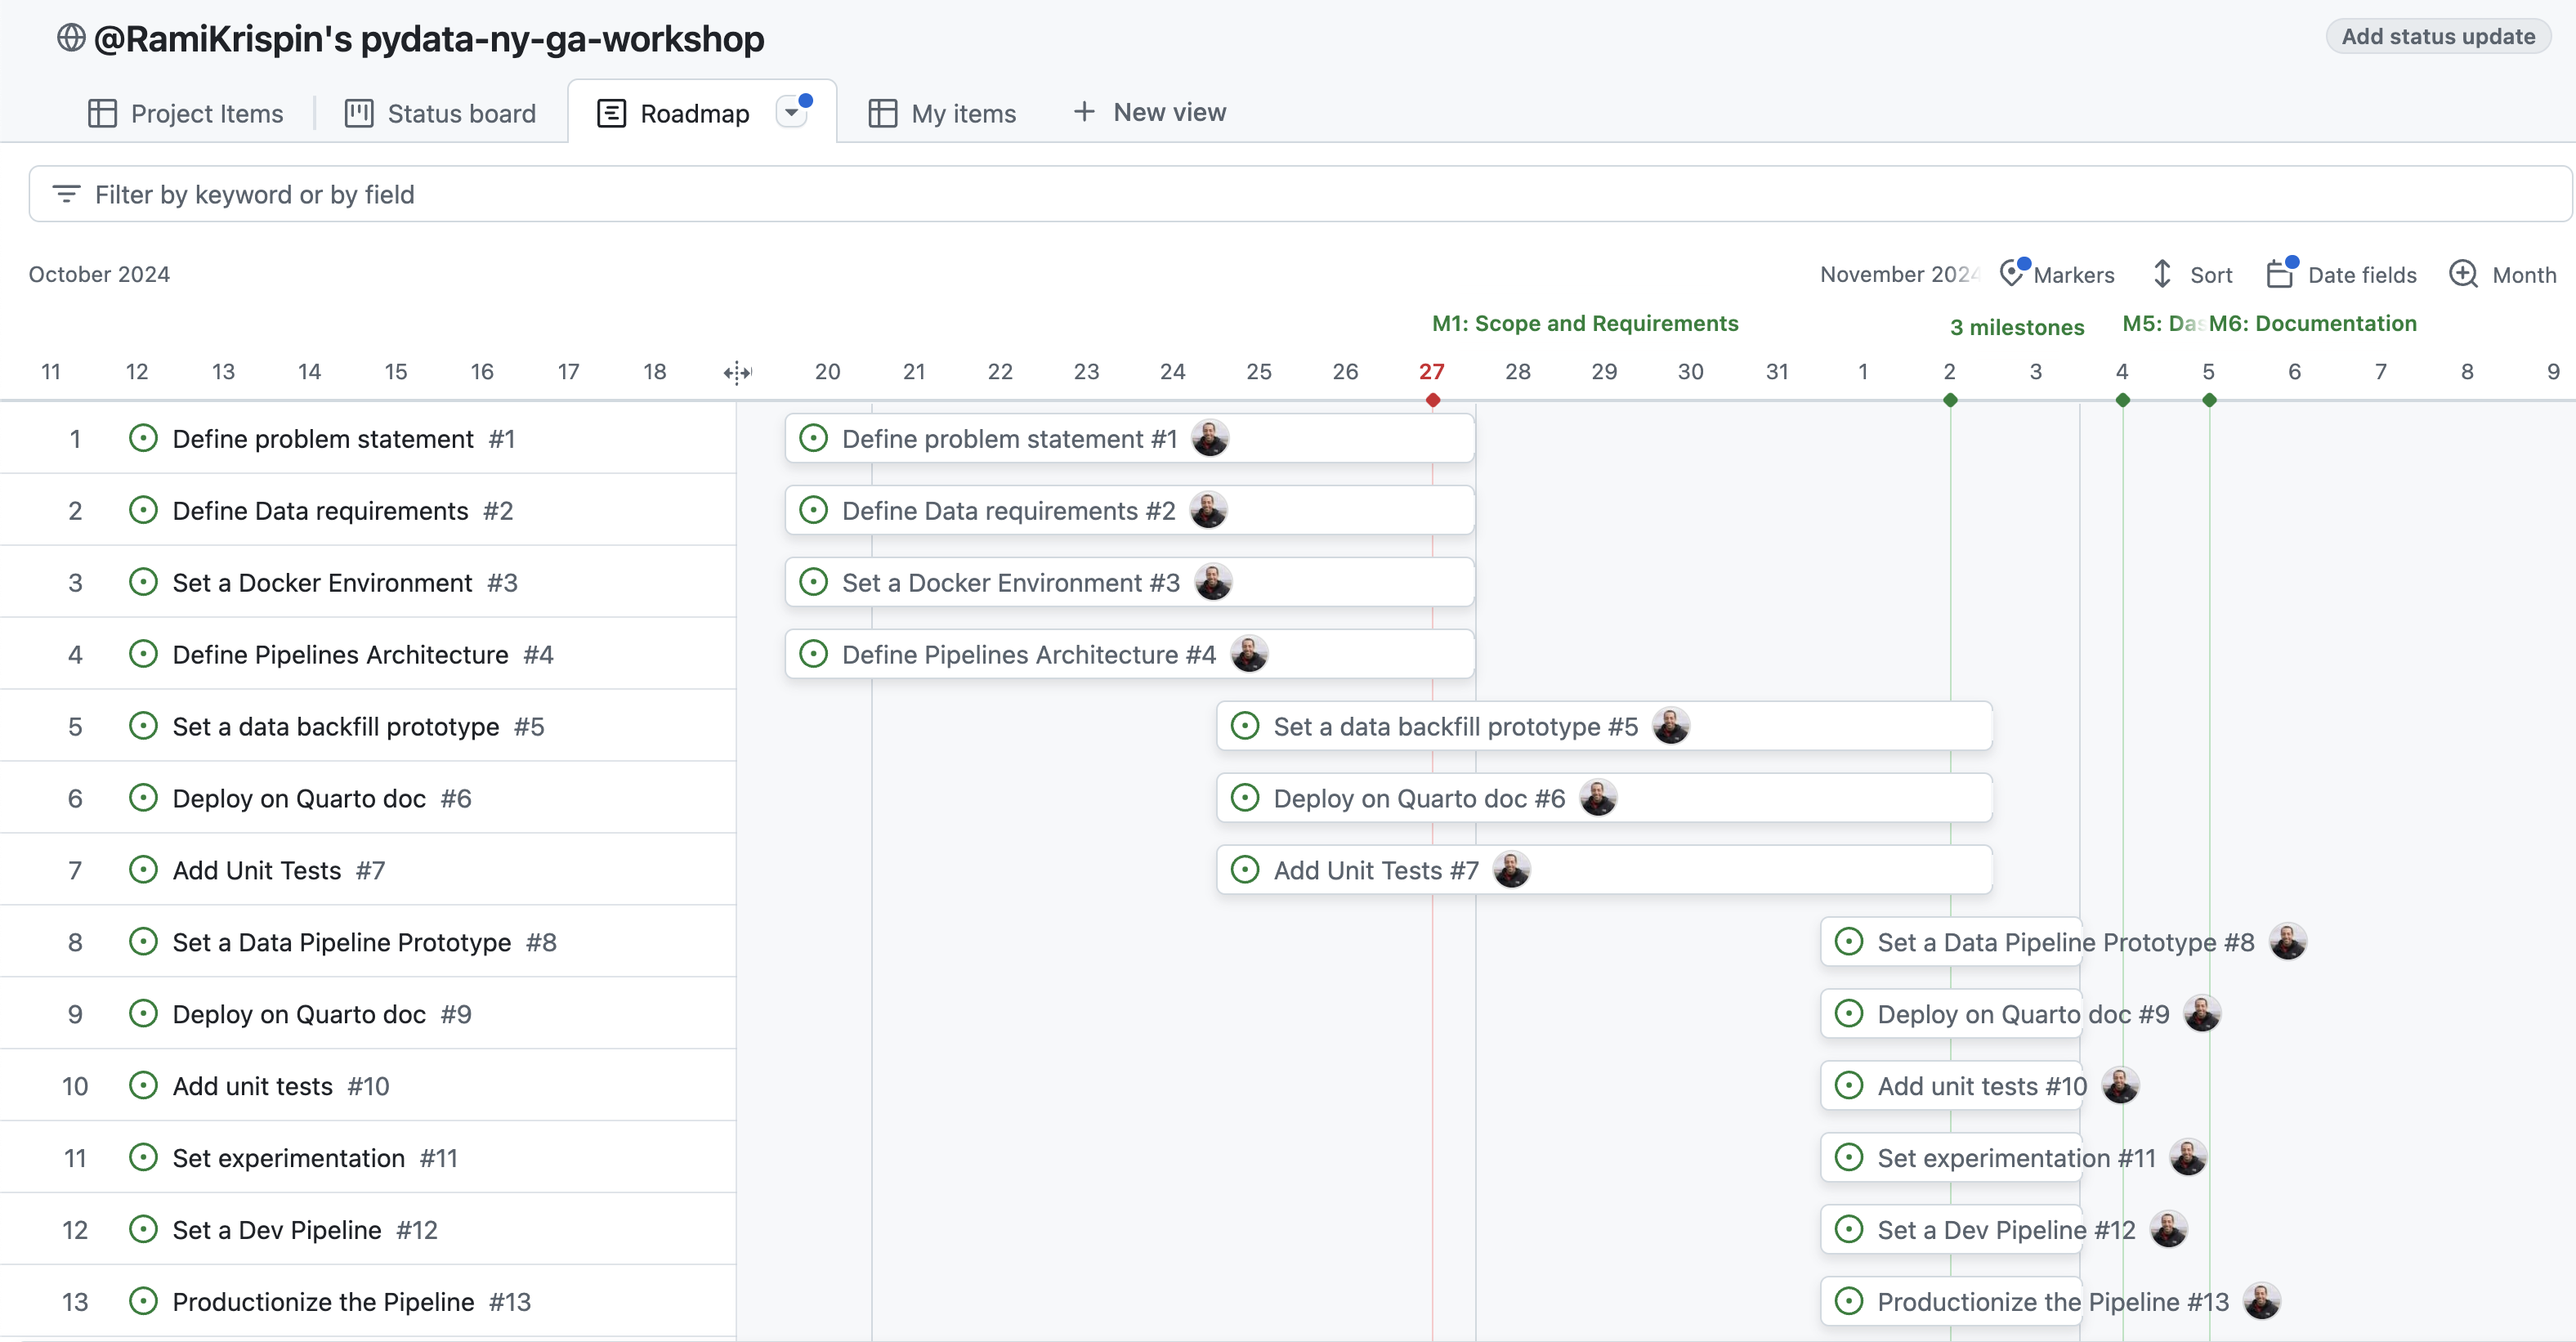 @RamiKrispin's pydata-ny-ga-workshop
Add status update
Project Items
Status board
Roadmap
My items
New view
Filter by keyword or by field
October 2024
November 2024
Markers
Sort
Date fields
Month
M1: Scope and Requirements
3 milestones
M5: Das
M6: Documentation
11 12 13 14 15 16 17 18 20 21 22 23 24 25 26 27 28 29 30 31 1 2 3 4 5 6 7 8 9
1 Define problem statement #1
Define problem statement #1
2 Define Data requirements #2
Define Data requirements #2
3 Set a Docker Environment #3
Set a Docker Environment #3
4 Define Pipelines Architecture #4
Define Pipelines Architecture #4
5 Set a data backfill prototype #5
Set a data backfill prototype #5
6 Deploy on Quarto doc #6
Deploy on Quarto doc #6
7 Add Unit Tests #7
Add Unit Tests #7
8 Set a Data Pipeline Prototype #8
Set a Data Pipeline Prototype #8
9 Deploy on Quarto doc #9
Deploy on Quarto doc #9
10 Add unit tests #10
Add unit tests #10
11 Set experimentation #11
Set experimentation #11
12 Set a Dev Pipeline #12
Set a Dev Pipeline #12
13 Productionize the Pipeline #13
Productionize the Pipeline #13